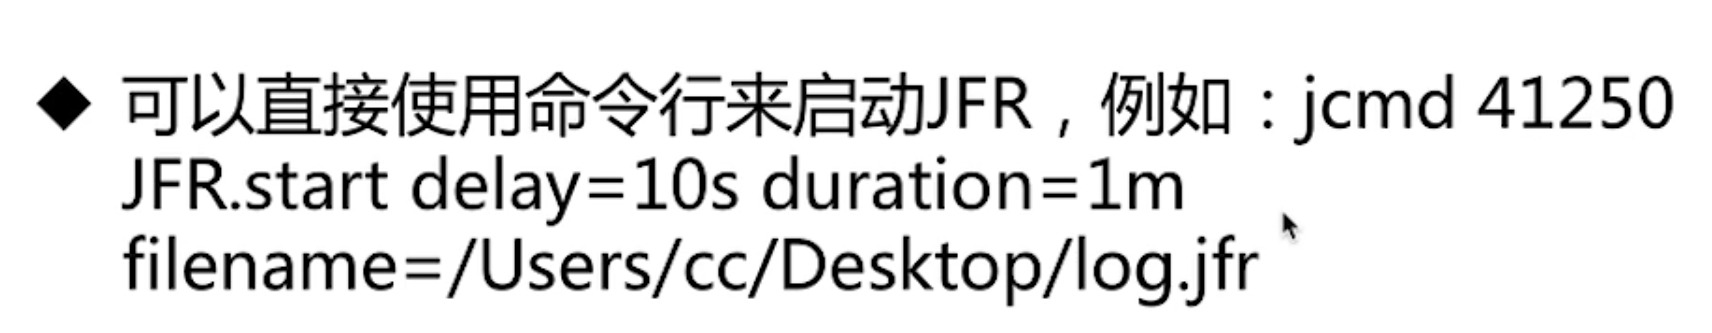 ◆ 可以直接使用命令行来启动JFR，例如：jcmd 41250
JFR.start delay=10s duration=1m
filename=/Users/cc/Desktop/log.jfr